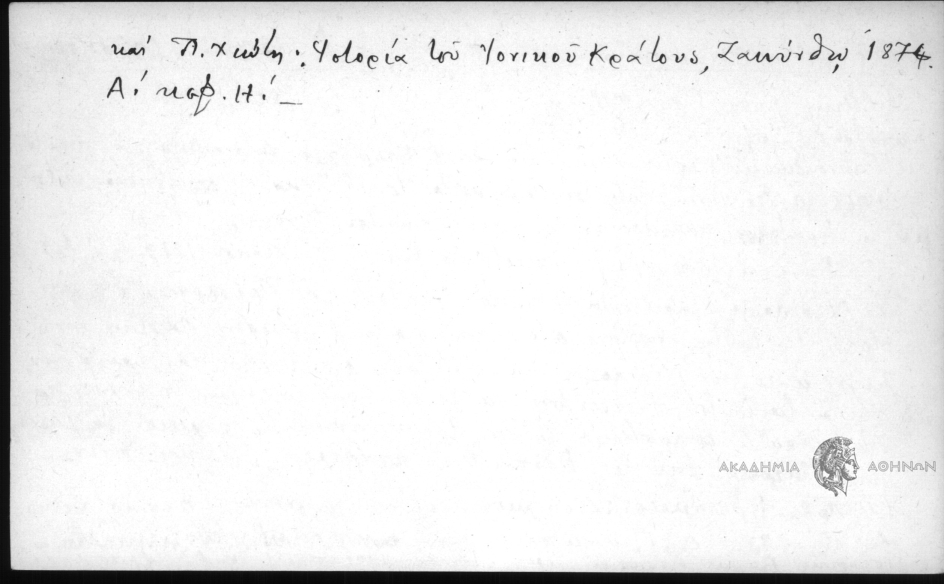 καί Π. Χιώτη: Ἱστορία τοῦ Ἰονικοῦ Κράτους, Ζακύνθῳ 1874.
Α΄. κεφ. Η΄. _
ΑΚΑΔΗΜΙΑ ΑΘΗΝΩΝ